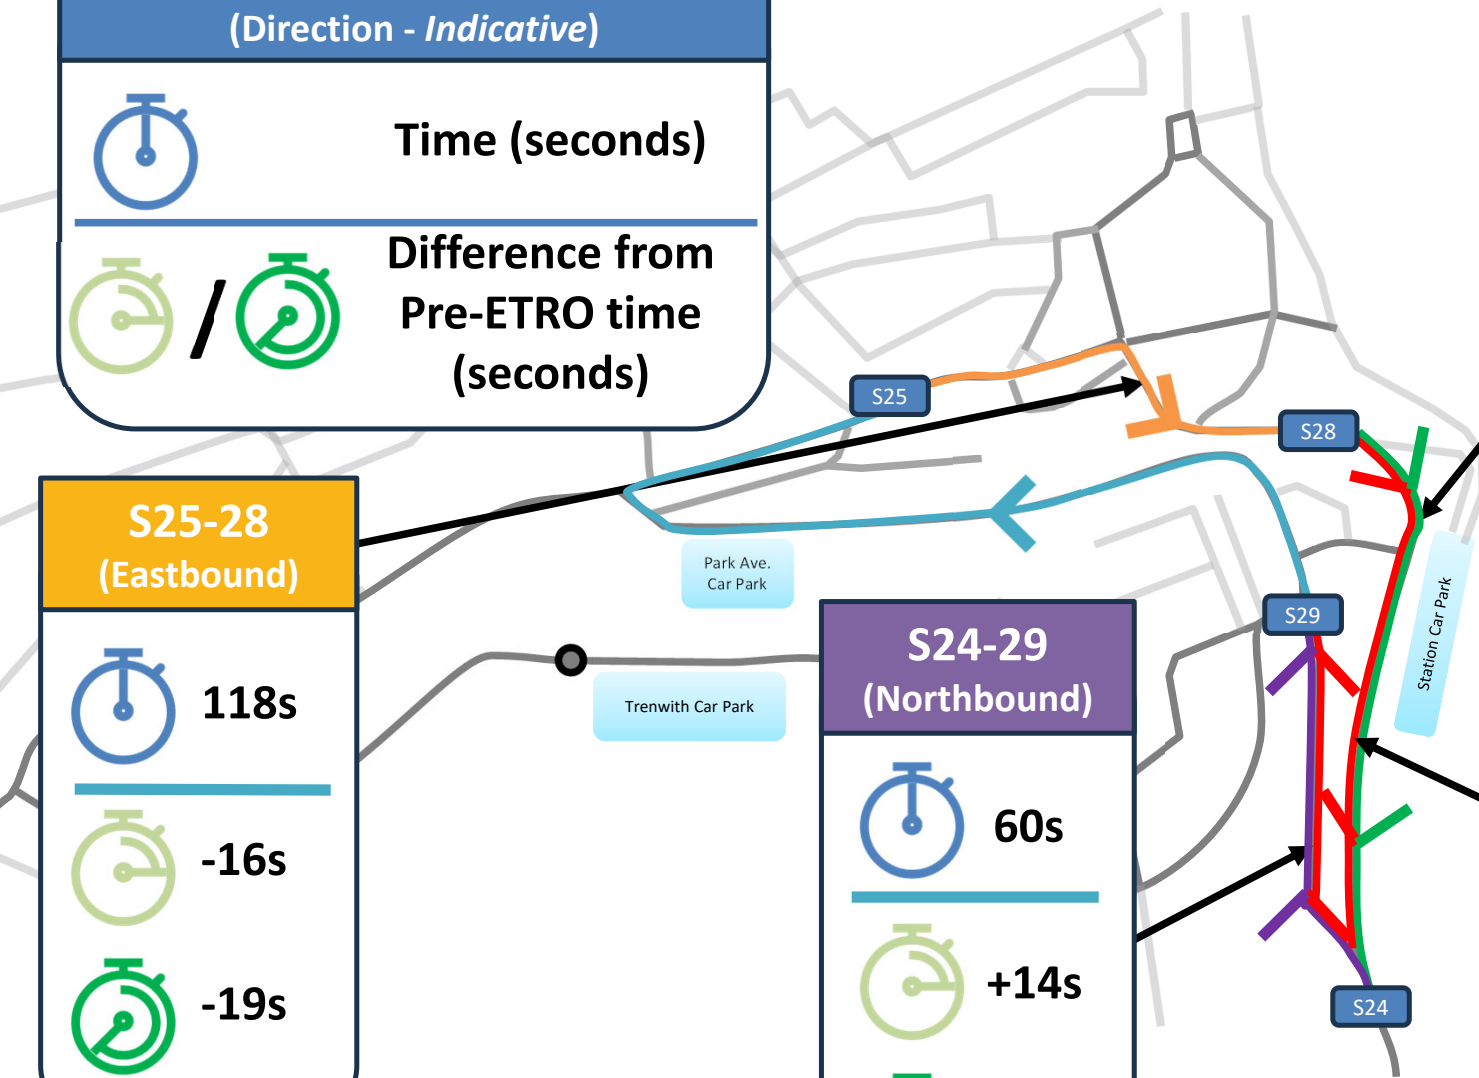 (Direction - Indicative)
Time (seconds)
/
Difference from
Pre-ETRO time
(seconds)
S25
S28
S25-28
(Eastbound)
118s
-16s
-19s
Park Ave.
Car Park
Trenwith Car Park
S29
Station Car Park
S24-29
(Northbound)
60s
+14s
S24